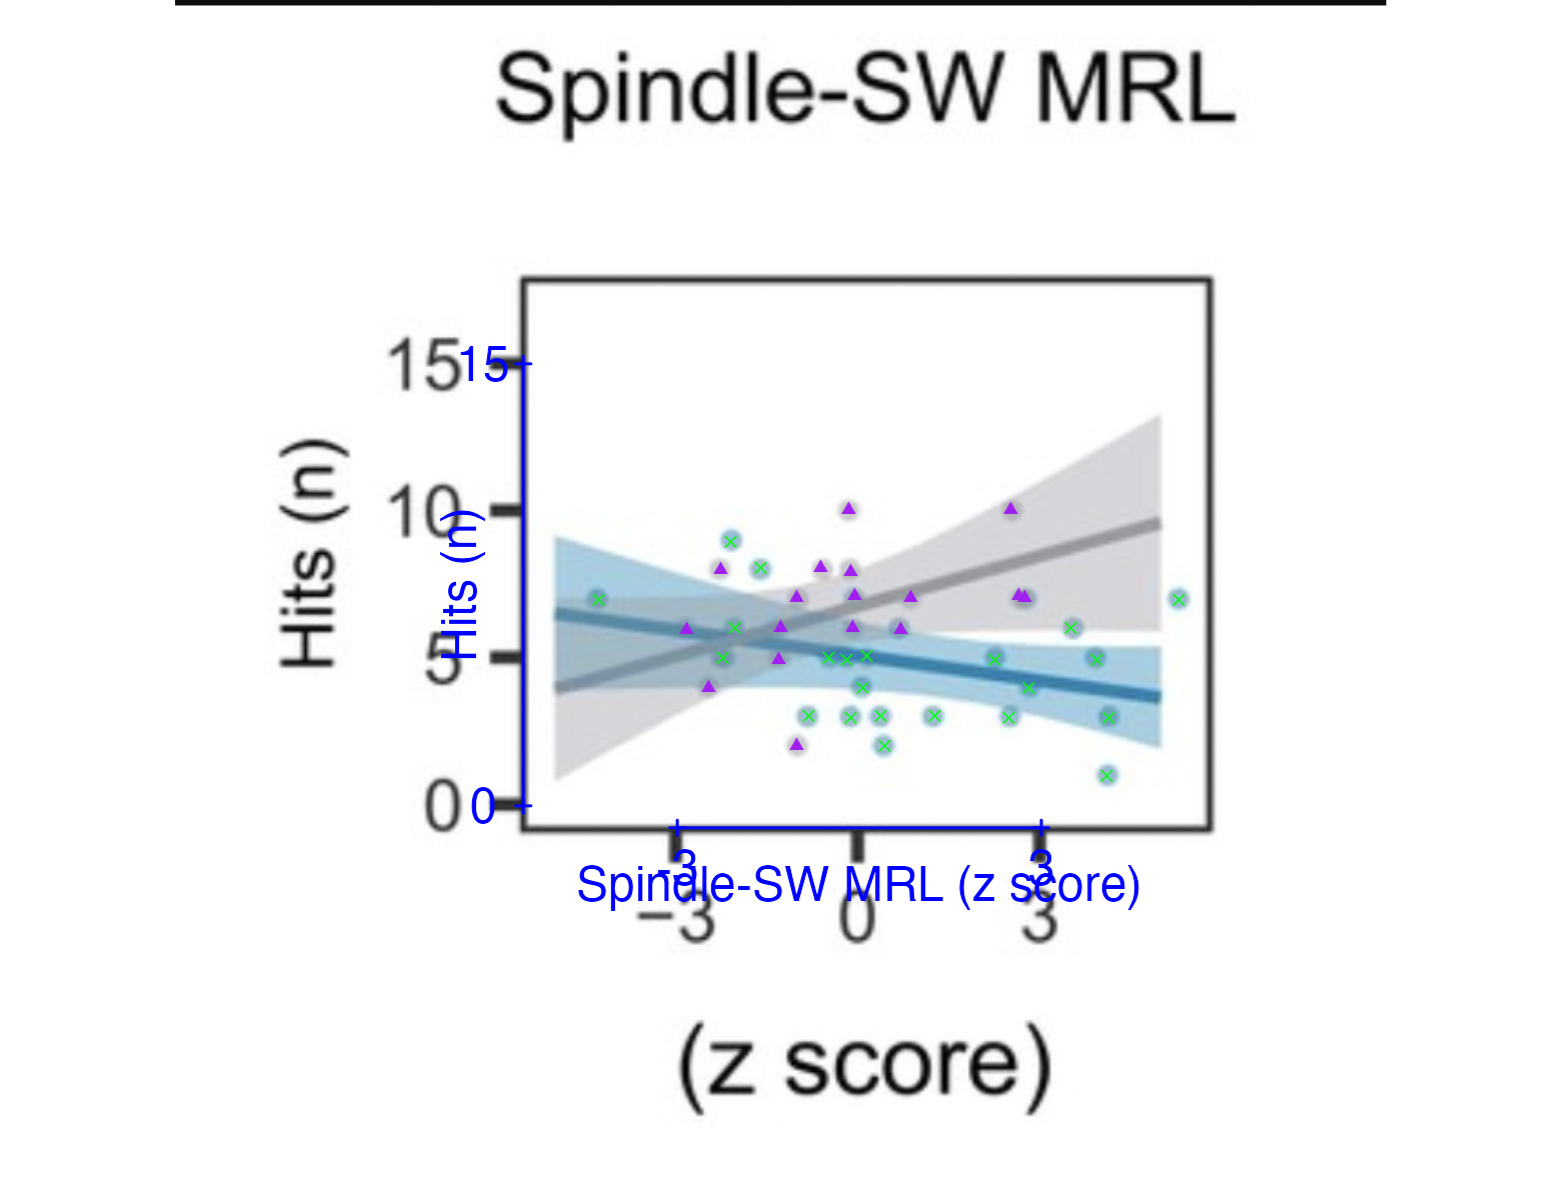 Spindle-SW MRL
Hits (n)
Hits (n)
15
15
10
5
0
0
-3
3
Spindle-SW MRL (z score)
−3
0
3
(z score)